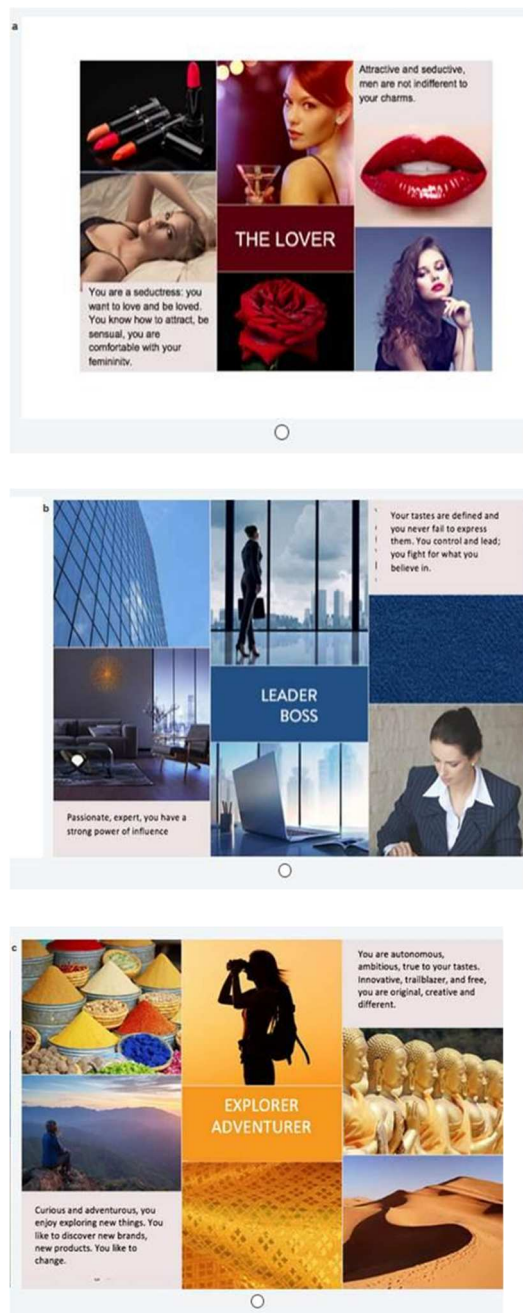 a
Attractive and seductive,
men are not indifferent to
your charms.
THE LOVER
You are a seductress: you
want to love and be loved.
You know how to attract, be
sensual, you are
comfortable with your
femininity.
b
Your tastes are defined and
you never fail to express
them. You control and lead;
you fight for what you
believe in.
LEADER
BOSS
Passionate, expert, you have a
strong power of influence
c
You are autonomous,
ambitious, true to your tastes.
Innovative, trailblazer, and free,
you are original, creative and
different.
EXPLORER
ADVENTURER
Curious and adventurous, you
enjoy exploring new things. You
like to discover new brands,
new products. You like to
change.